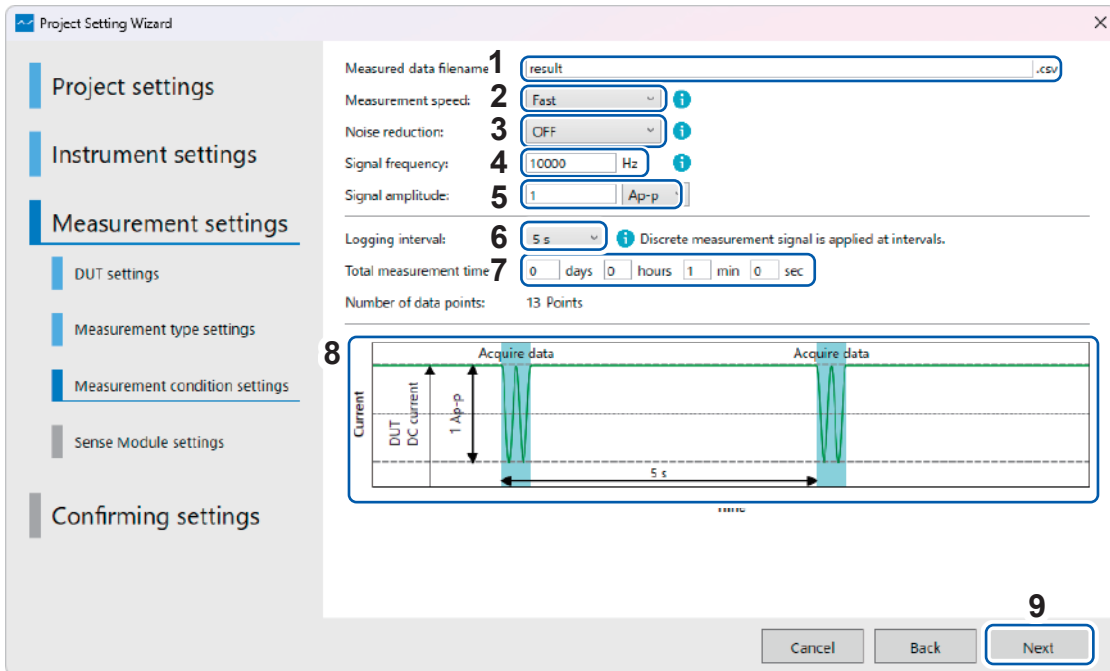 Project Setting Wizard
Project settings
Instrument settings
Measurement settings
DUT settings
Measurement type settings
Measurement condition settings
Sense Module settings
Confirming settings
Measured data filename 1 result .csv
Measurement speed: 2 Fast
Noise reduction: 3 OFF
Signal frequency: 4 10000 Hz
Signal amplitude: 5 1 Ap-p
Logging interval: 6 5 s Discrete measurement signal is applied at intervals.
Total measurement time 7 0 days 0 hours 1 min 0 sec
Number of data points: 13 Points
8
Acquire data Acquire data
Current
DUT
DC current
1 Ap-p
5 s
9
Cancel Back Next